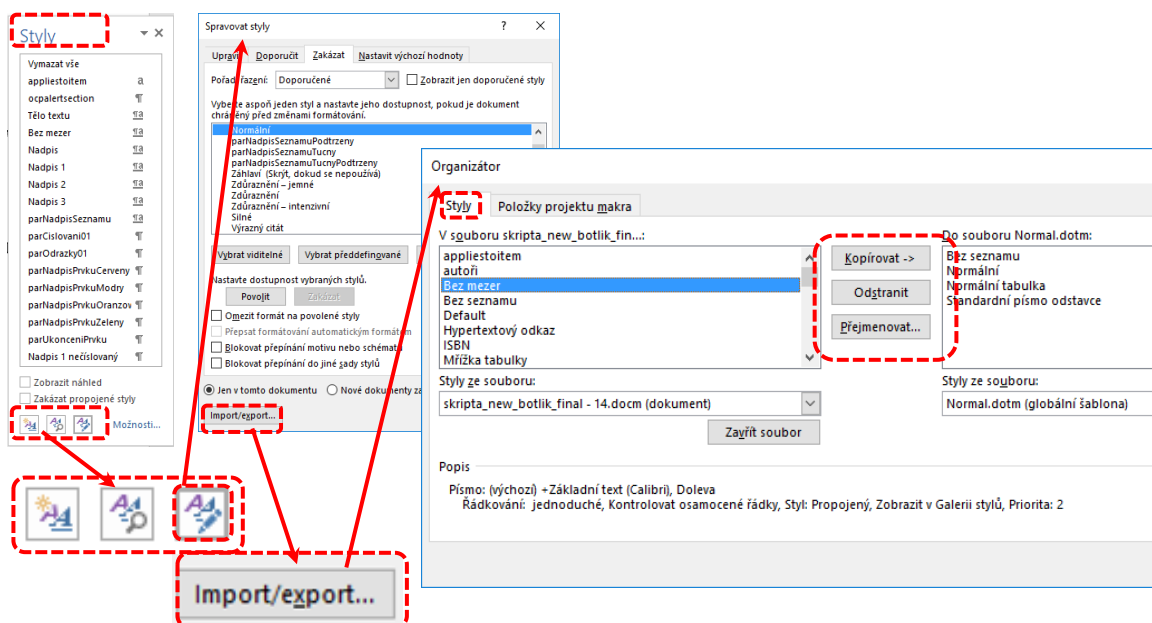 Styly
Vymazat vše
appliestoitem a
ocpalertsection ¶
Tělo textu ¶a
Bez mezer ¶a
Nadpis ¶a
Nadpis 1 ¶a
Nadpis 2 ¶a
Nadpis 3 ¶a
parNadpisSeznamu ¶a
parCislovani01 ¶
parOdrazky01 ¶
parNadpisPrvkuCerveny ¶
parNadpisPrvkuModry ¶
parNadpisPrvkuOranzov ¶
parNadpisPrvkuZeleny ¶
parUkonceniPrvku ¶
Nadpis 1 nečíslovaný ¶
Zobrazit náhled
Zakázat propojené styly
Možnosti...
Spravovat styly
Upravit Doporučit Zakázat Nastavit výchozí hodnoty
Pořadí řazení: Doporučené Zobrazit jen doporučené styly
Vyberte aspoň jeden styl a nastavte jeho dostupnost, pokud je dokument
chráněný před změnami formátování.
Normální
parNadpisSeznamuPodtrzeny
parNadpisSeznamuTucny
parNadpisSeznamuTucnyPodtrzeny
Záhlaví (Skrýt, dokud se nepoužívá)
Zdůraznění – jemné
Zdůraznění
Zdůraznění – intenzivní
Silné
Výrazný citát
Vybrat viditelné Vybrat předdefinované
Nastavte dostupnost vybraných stylů.
Povolit Zakázat
Omezit formát na povolené styly
Přepsat formátování automatickým formátem
Blokovat přepínání motivu nebo schématu
Blokovat přepínání do jiné sady stylů
Jen v tomto dokumentu Nové dokumenty za
Import/export...
Import/export...
Organizátor
Styly Položky projektu makra
V souboru skripta_new_botlik_fin...:
appliestoitem
autoři
Bez mezer
Bez seznamu
Default
Hypertextový odkaz
ISBN
Mřížka tabulky
Styly ze souboru:
skripta_new_botlik_final - 14.docm (dokument)
Zavřít soubor
Kopírovat ->
Odstranit
Přejmenovat...
Do souboru Normal.dotm:
Bez seznamu
Normální
Normální tabulka
Standardní písmo odstavce
Styly ze souboru:
Normal.dotm (globální šablona)
Popis
Písmo: (výchozí) +Základní text (Calibri), Doleva
Řádkování: jednoduché, Kontrolovat osamocené řádky, Styl: Propojený, Zobrazit v Galerii stylů, Priorita: 2